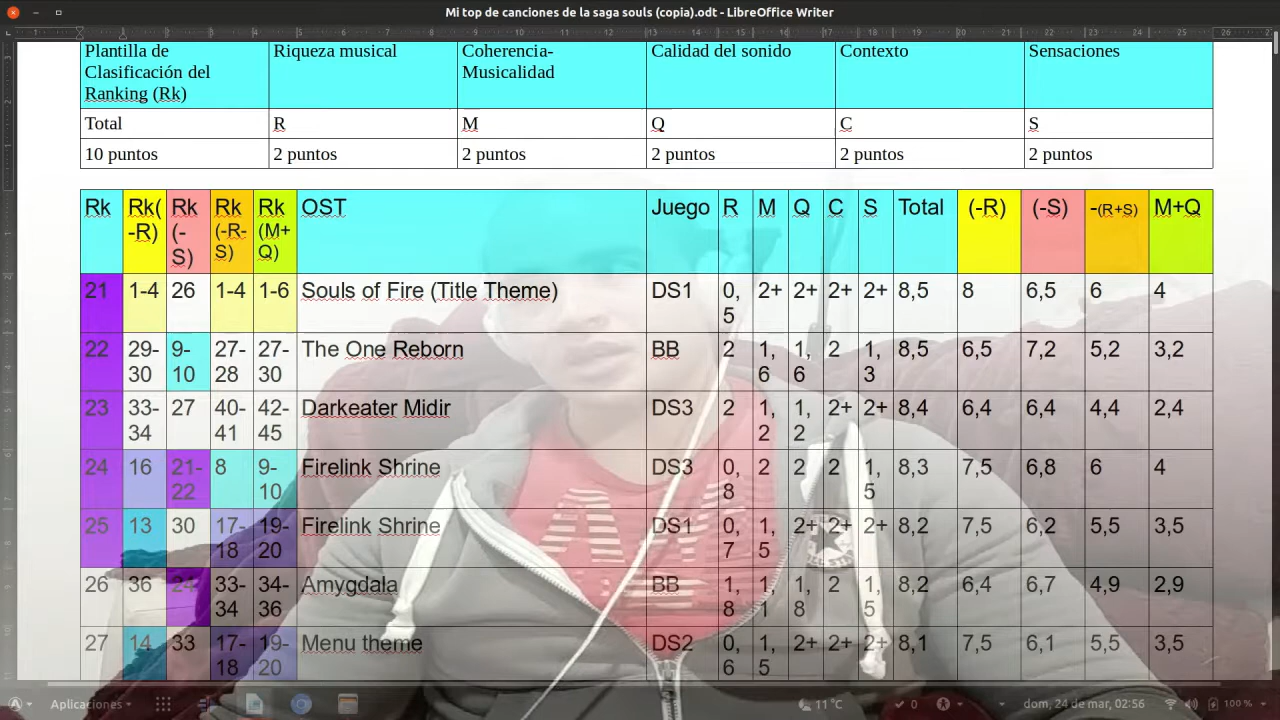 Mi top de canciones de la saga souls (copia).odt - LibreOffice Writer
Plantilla de Clasificación del Ranking (Rk) Riqueza musical Coherencia-Musicalidad Calidad del sonido Contexto Sensaciones
Total R M Q C S
10 puntos 2 puntos 2 puntos 2 puntos 2 puntos 2 puntos
Rk Rk(-R) Rk (-S) Rk (-R-S) Rk (M+Q) OST Juego R M Q C S Total (-R) (-S) -(R+S) M+Q
21 1-4 26 1-4 1-6 Souls of Fire (Title Theme) DS1 0,5 2+ 2+ 2+ 2+ 8,5 8 6,5 6 4
22 29-30 9-10 27-28 27-30 The One Reborn BB 2 1,6 1,6 2 1,3 8,5 6,5 7,2 5,2 3,2
23 33-34 27 40-41 42-45 Darkeater Midir DS3 2 1,2 1,2 2+ 2+ 8,4 6,4 6,4 4,4 2,4
24 16 21-22 8 9-10 Firelink Shrine DS3 0,8 2 2 2 1,5 8,3 7,5 6,8 6 4
25 13 30 17-18 19-20 Firelink Shrine DS1 0,7 1,5 2+ 2+ 2+ 8,2 7,5 6,2 5,5 3,5
26 36 24 33-34 34-36 Amygdala BB 1,8 1,1 1,8 2 1,5 8,2 6,4 6,7 4,9 2,9
27 14 33 17-18 19-20 Menu theme DS2 0,6 1,5 2+ 2+ 2+ 8,1 7,5 6,1 5,5 3,5
Aplicaciones 11°C 0 dom, 24 de mar, 02:56 100 %